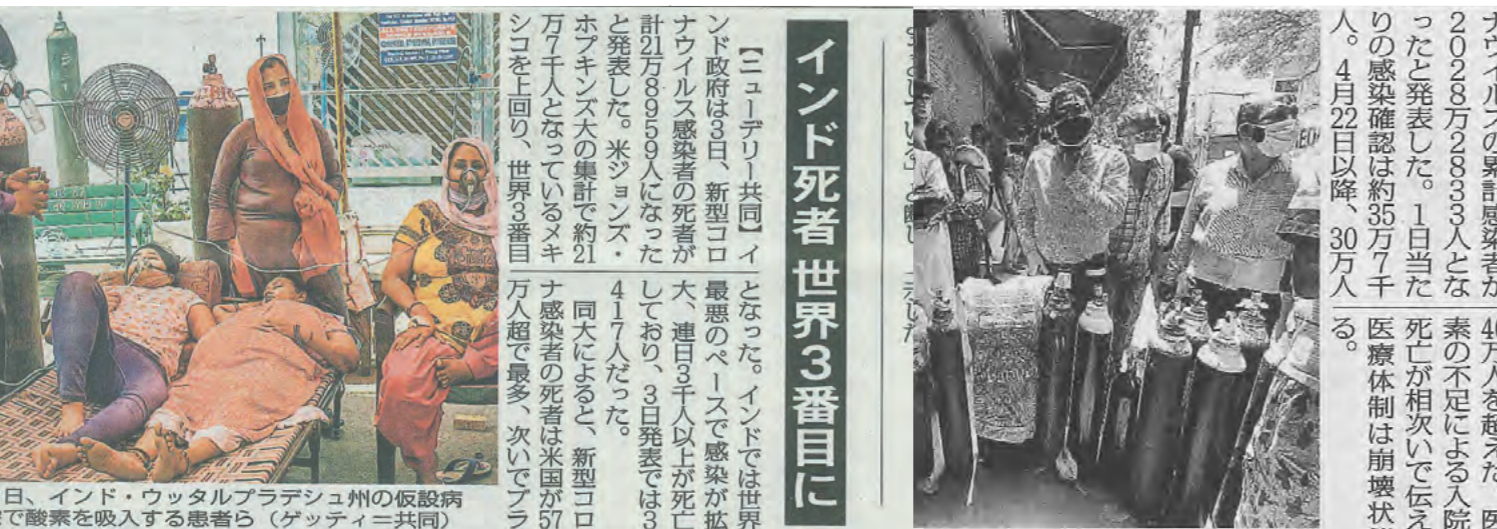 ナウイルスの累計感染者が
2028万2833人とな
ったと発表した。1日当た
りの感染確認は約35万7千
人。4月22日以降、30万人
40万人を超えた。医
素の不足による入院
死亡が相次いで伝え
医療体制は崩壊状
る。
インド死者 世界3番目に
【ニューデリー共同】イ
ンド政府は3日、新型コロ
ナウイルス感染者の死者が
計21万8959人になった
と発表した。米ジョンズ・
ホプキンズ大の集計で約21
万7千人となっているメキ
シコを上回り、世界3番目
となった。インドでは世界
最悪のペースで感染が拡
大、連日3千人以上が死亡
しており、3日発表では3
417人だった。
同大によると、新型コロ
ナ感染者の死者は米国が57
万人超で最多、次いでブラ
日、インド・ウッタルプラデシュ州の仮設病
で酸素を吸入する患者ら（ゲッティ＝共同）